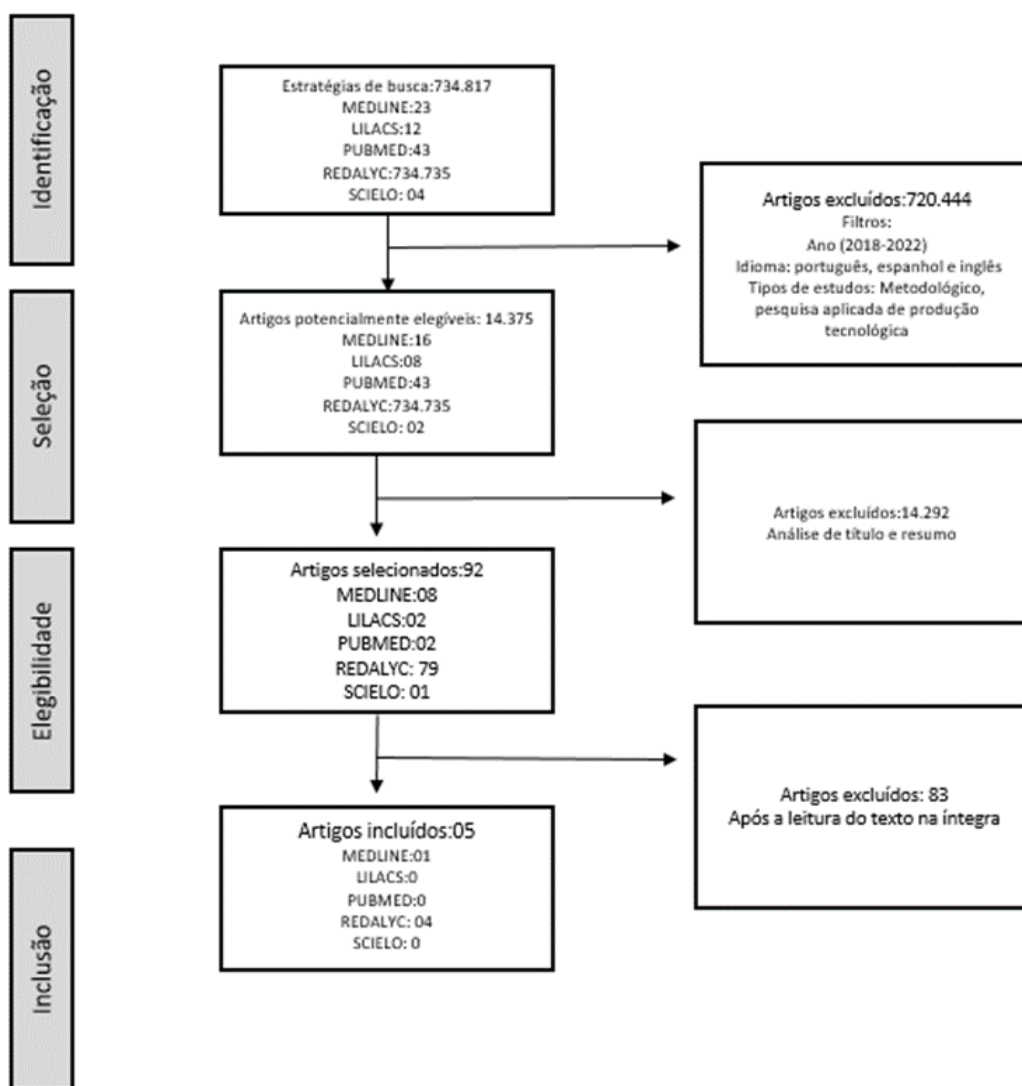 Identificação
Estratégias de busca:734.817
MEDLINE:23
LILACS:12
PUBMED:43
REDALYC:734.735
SCIELO: 04
Artigos excluídos:720.444
Filtros:
Ano (2018-2022)
Idioma: português, espanhol e inglês
Tipos de estudos: Metodológico,
pesquisa aplicada de produção
tecnológica
Seleção
Artigos potencialmente elegíveis: 14.375
MEDLINE:16
LILACS:08
PUBMED:43
REDALYC:734.735
SCIELO: 02
Artigos excluídos:14.292
Análise de título e resumo
Elegibilidade
Artigos selecionados:92
MEDLINE:08
LILACS:02
PUBMED:02
REDALYC: 79
SCIELO: 01
Artigos excluídos: 83
Após a leitura do texto na íntegra
Inclusão
Artigos incluídos:05
MEDLINE:01
LILACS:0
PUBMED:0
REDALYC: 04
SCIELO: 0